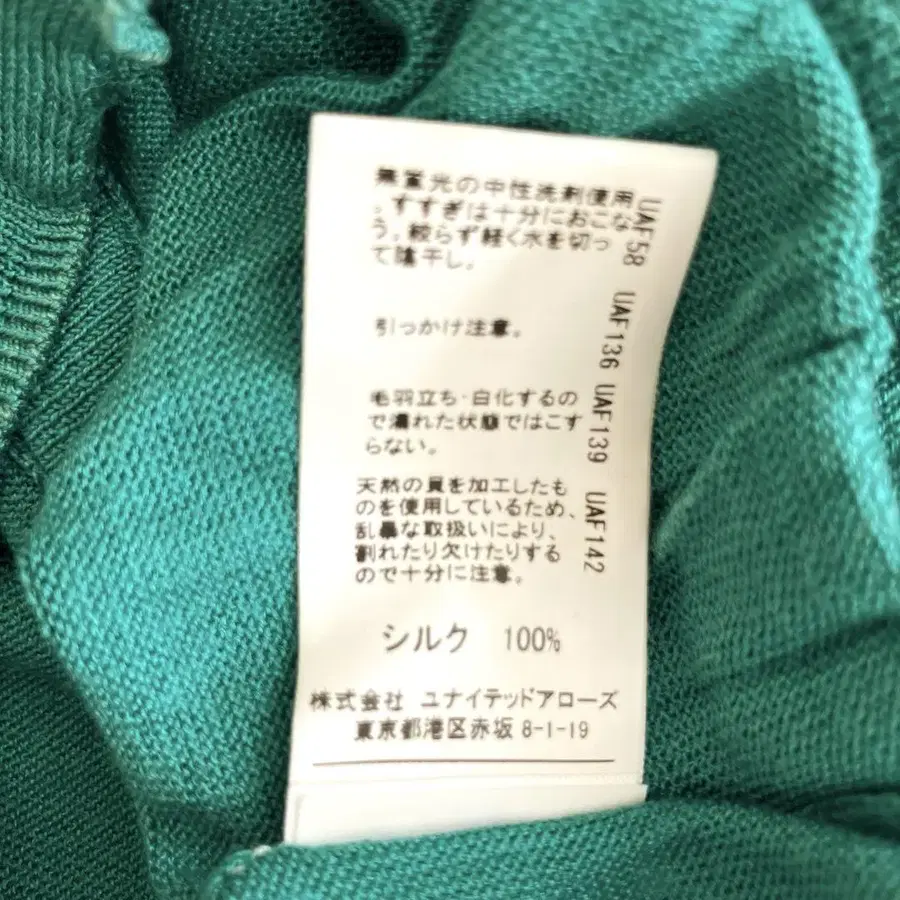 無蛍光の中性洗剤使用
。すすぎは十分におこな
う。絞らず軽く水を切っ
て陰干し。
引っかけ注意。
毛羽立ち・白化するの
で濡れた状態ではこす
らない。
天然の貝を加工したも
のを使用しているため、
乱暴な取扱いにより、
割れたり欠けたりする
ので十分に注意。
シルク 100%
株式会社 ユナイテッドアローズ
東京都港区赤坂 8-1-19
UAF58 UAF136 UAF139 UAF142